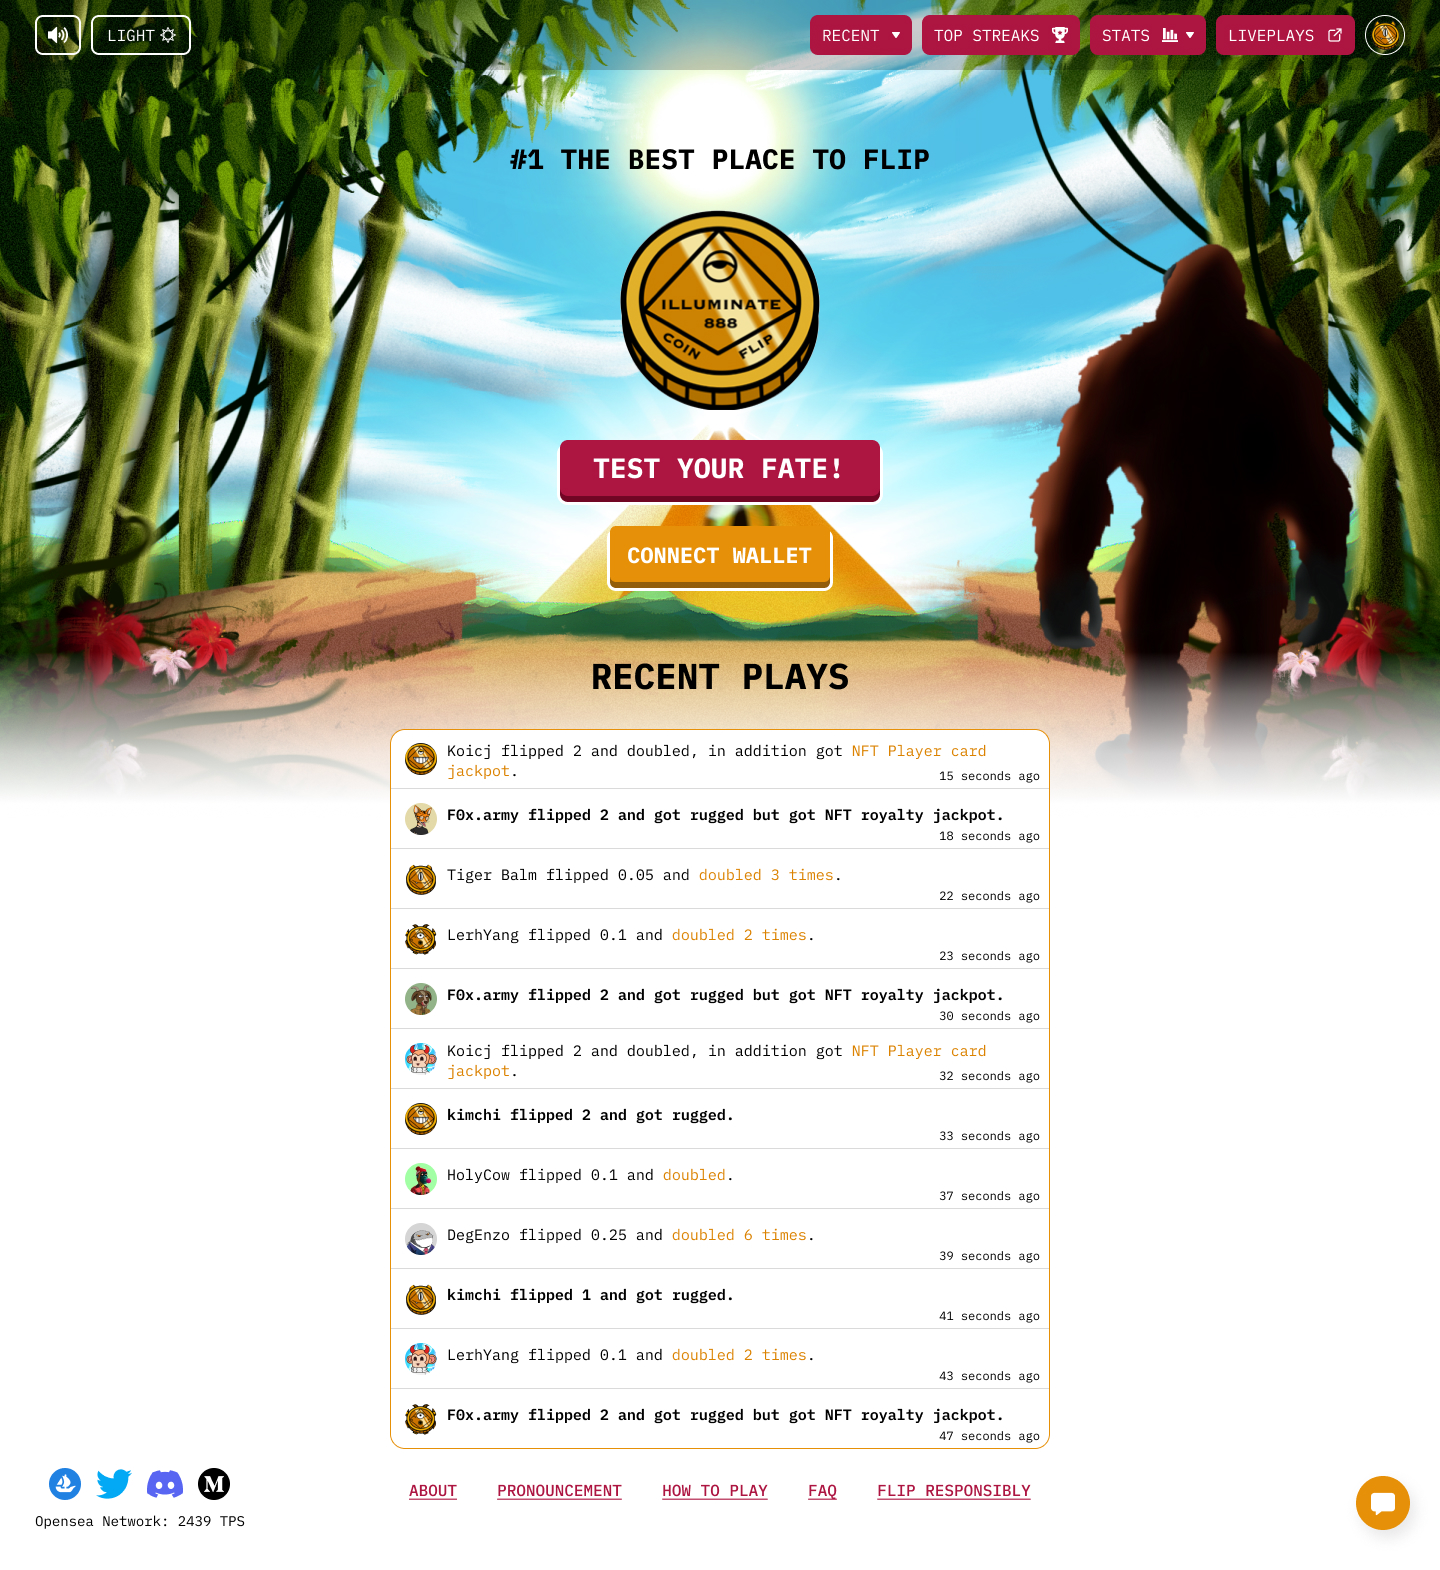 LIGHT
RECENT
TOP STREAKS
STATS
LIVEPLAYS
#1 THE BEST PLACE TO FLIP
ILLUMINATE
888
COIN FLIP
TEST YOUR FATE!
CONNECT WALLET
RECENT PLAYS
Koicj flipped 2 and doubled, in addition got NFT Player card
jackpot.
15 seconds ago
F0x.army flipped 2 and got rugged but got NFT royalty jackpot.
18 seconds ago
Tiger Balm flipped 0.05 and doubled 3 times.
22 seconds ago
LerhYang flipped 0.1 and doubled 2 times.
23 seconds ago
F0x.army flipped 2 and got rugged but got NFT royalty jackpot.
30 seconds ago
Koicj flipped 2 and doubled, in addition got NFT Player card
jackpot.
32 seconds ago
kimchi flipped 2 and got rugged.
33 seconds ago
HolyCow flipped 0.1 and doubled.
37 seconds ago
DegEnzo flipped 0.25 and doubled 6 times.
39 seconds ago
kimchi flipped 1 and got rugged.
41 seconds ago
LerhYang flipped 0.1 and doubled 2 times.
43 seconds ago
F0x.army flipped 2 and got rugged but got NFT royalty jackpot.
47 seconds ago
M
ABOUT
PRONOUNCEMENT
HOW TO PLAY
FAQ
FLIP RESPONSIBLY
Opensea Network: 2439 TPS